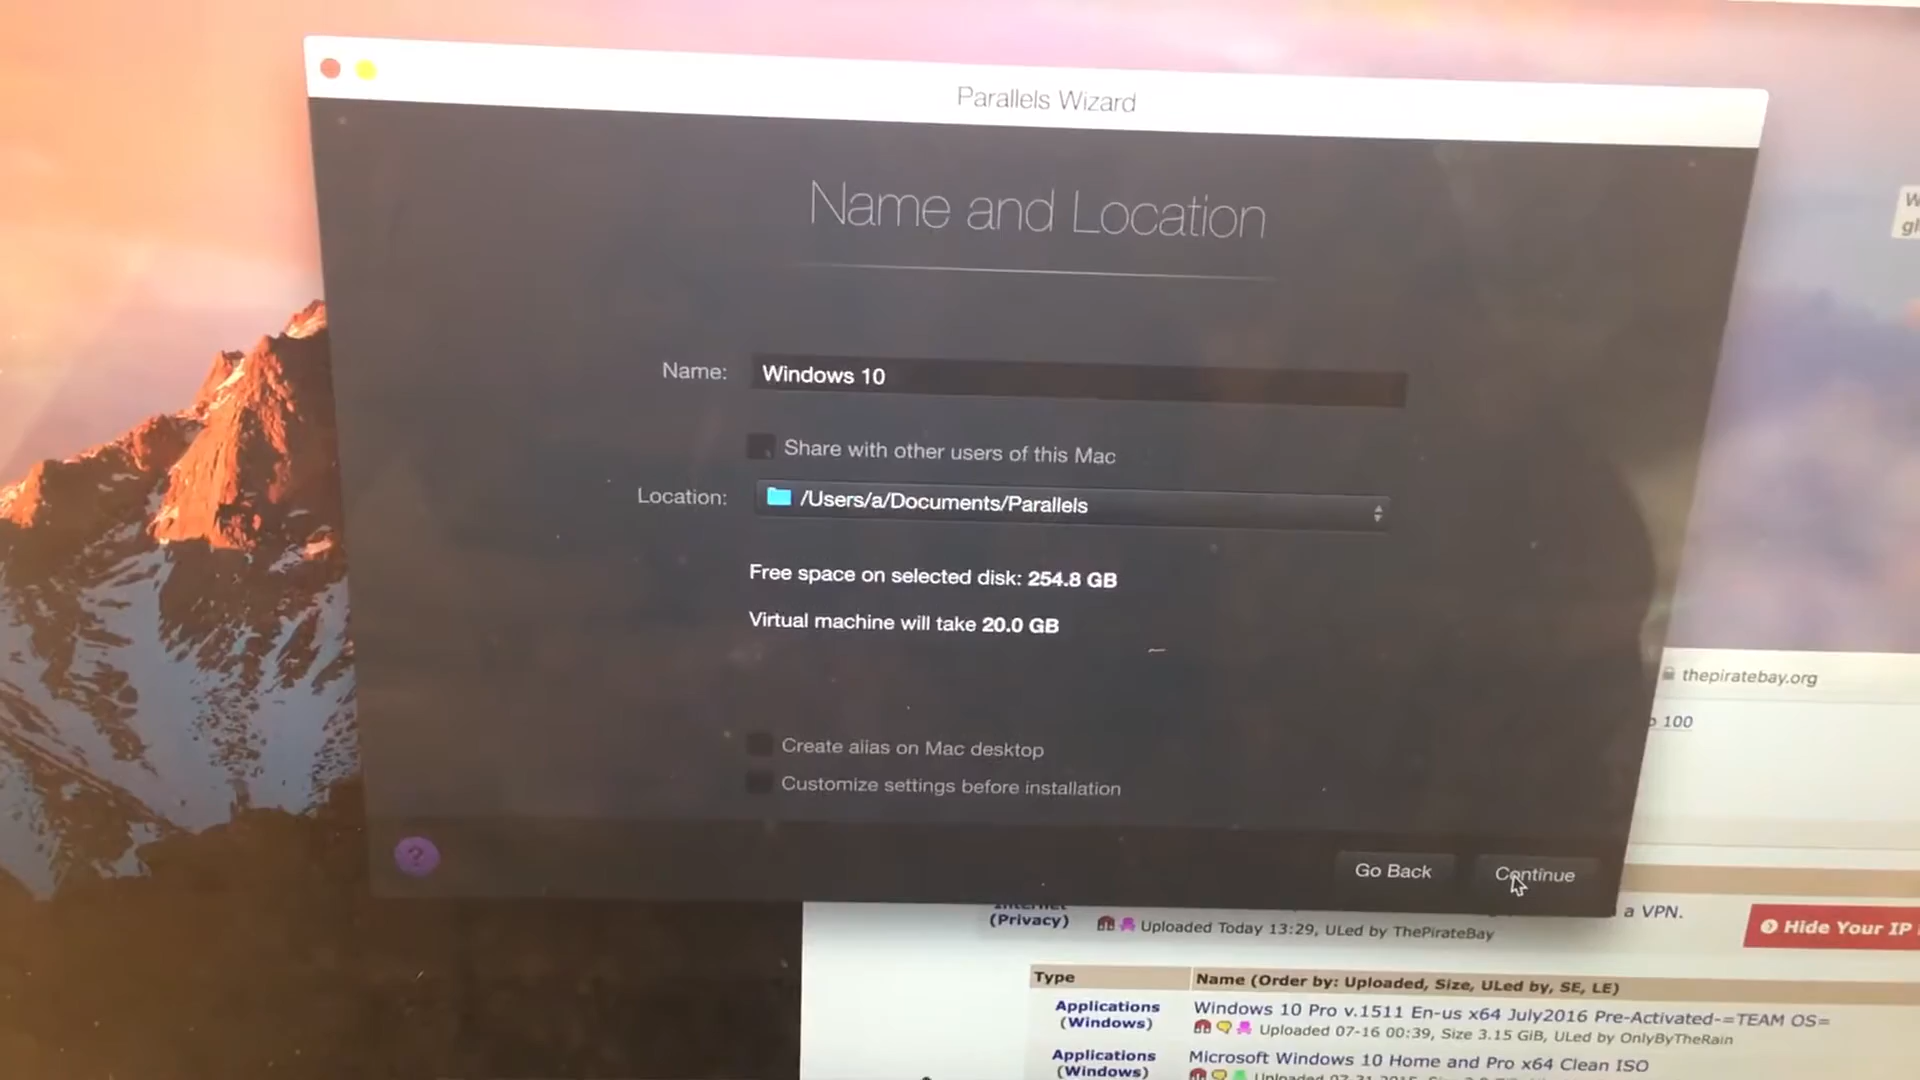 Parallels Wizard
Name and Location
Name: Windows 10
Share with other users of this Mac
Location: /Users/a/Documents/Parallels
Free space on selected disk: 254.8 GB
Virtual machine will take 20.0 GB
thepiratebay.org
100
Create alias on Mac desktop
Customize settings before installation
?
Go Back Continue
a VPN.
(Privacy) Uploaded Today 13:29, ULed by ThePirateBay
Hide Your IP
Type Name (Order by: Uploaded, Size, ULed by, SE, LE)
Applications Windows 10 Pro v.1511 En-us x64 July2016 Pre-Activated-=TEAM OS=
(Windows) Uploaded 07-16 00:39, Size 3.15 GiB, ULed by OnlyByTheRain
Applications Microsoft Windows 10 Home and Pro x64 Clean ISO
(Windows)